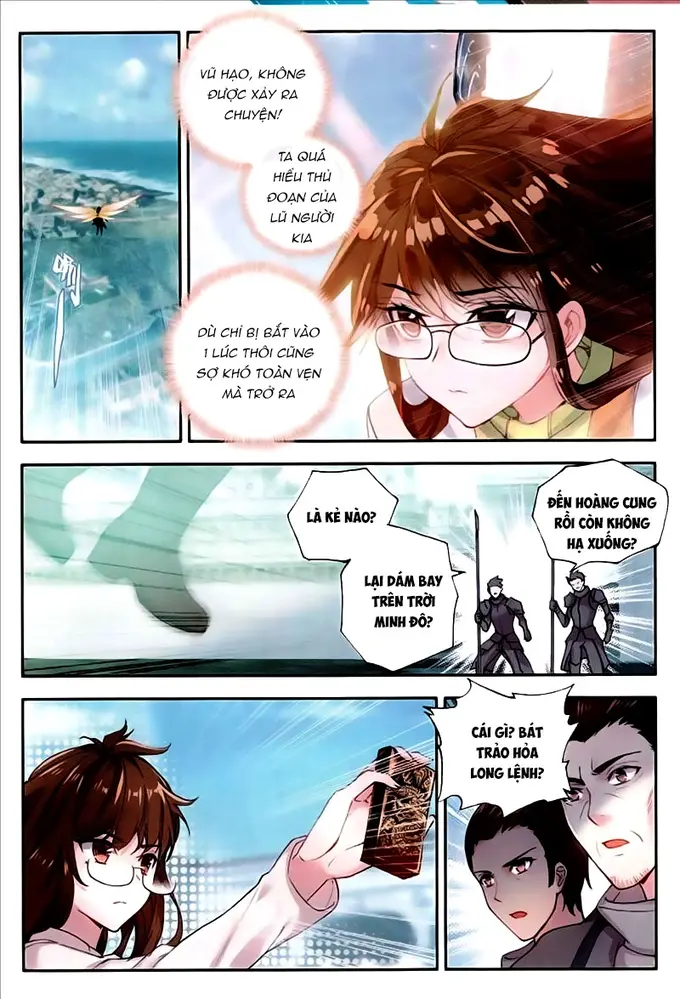 VŨ HẠO, KHÔNG
ĐƯỢC XẢY RA
CHUYỆN!
TA QUÁ
HIỂU THỦ
ĐOẠN CỦA
LŨ NGƯỜI
KIA
DÙ CHỈ BỊ BẮT VÀO
1 LÚC THÔI CŨNG
SỢ KHÓ TOÀN VẸN
MÀ TRỞ RA
LÀ KẺ NÀO?
LẠI DÁM BAY
TRÊN TRỜI
MINH ĐÔ?
ĐẾN HOÀNG CUNG
RỒI CÒN KHÔNG
HẠ XUỐNG?
CÁI GÌ? BÁT
TRẢO HỎA
LONG LỆNH?